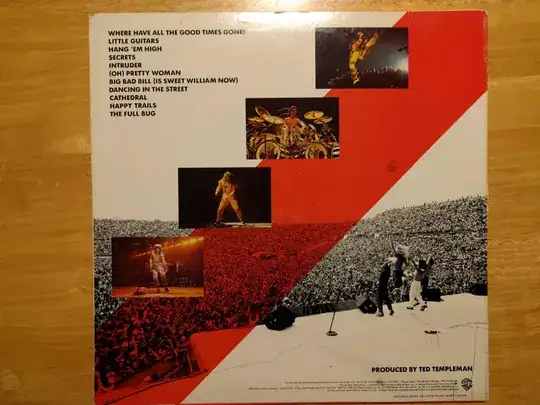 WHERE HAVE ALL THE GOOD TIMES GONE!
LITTLE GUITARS
HANG 'EM HIGH
SECRETS
INTRUDER
(OH) PRETTY WOMAN
BIG BAD BILL (IS SWEET WILLIAM NOW)
DANCING IN THE STREET
CATHEDRAL
HAPPY TRAILS
THE FULL BUG
PRODUCED BY TED TEMPLEMAN